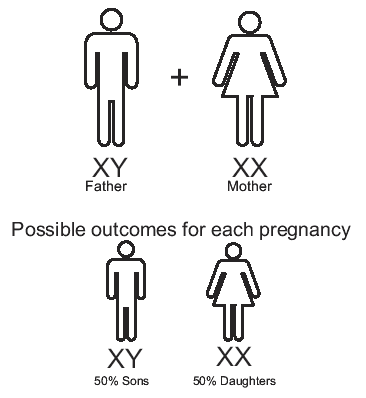 +
XY XX
Father Mother
Possible outcomes for each pregnancy
XY XX
50% Sons 50% Daughters